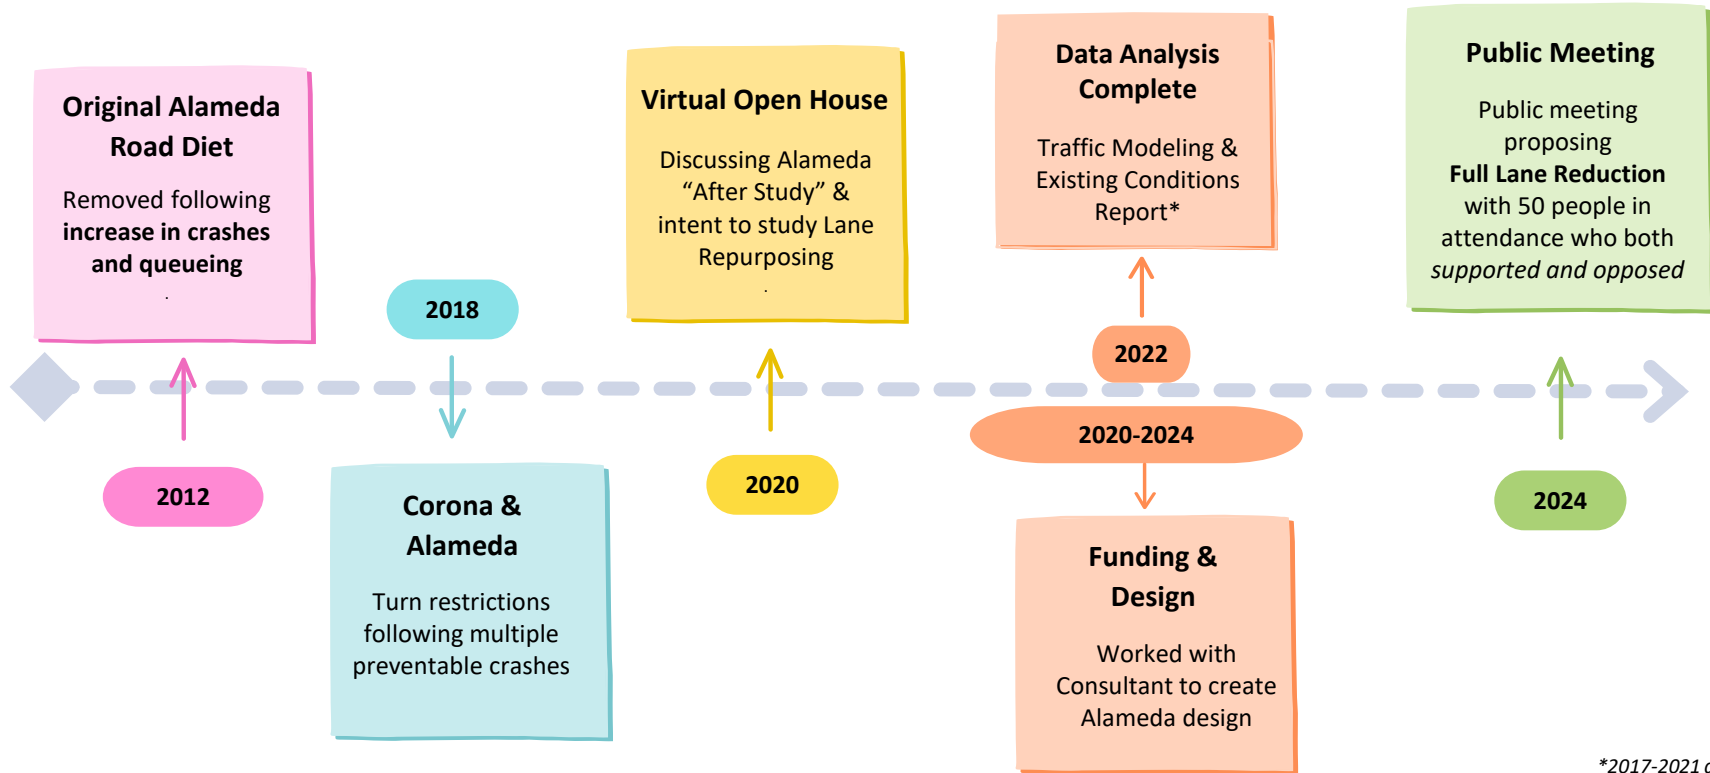 Original Alameda
Road Diet
Removed following
increase in crashes
and queueing
.
2012
2018
Corona &
Alameda
Turn restrictions
following multiple
preventable crashes
Virtual Open House
Discussing Alameda
“After Study” &
intent to study Lane
Repurposing
.
2020
Data Analysis
Complete
Traffic Modeling &
Existing Conditions
Report*
2022
2020-2024
Funding &
Design
Worked with
Consultant to create
Alameda design
Public Meeting
Public meeting
proposing
Full Lane Reduction
with 50 people in
attendance who both
supported and opposed
2024
*2017-2021